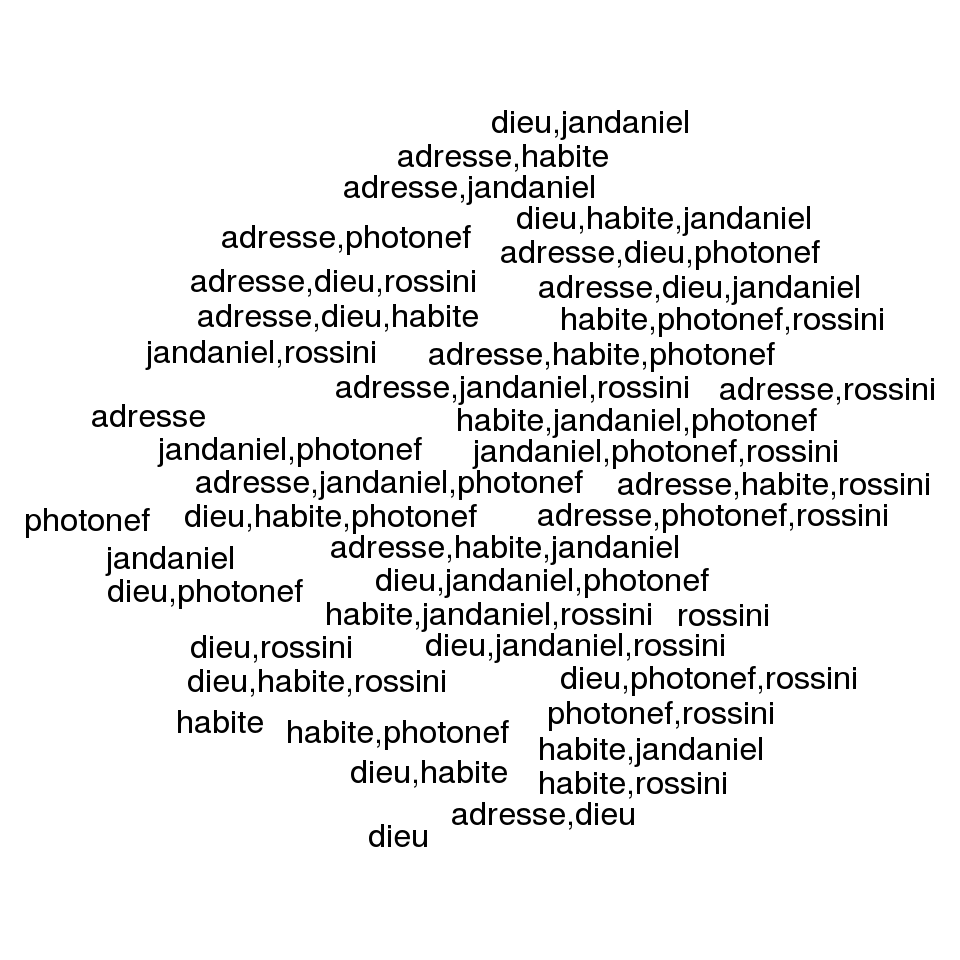 dieu,jandaniel
adresse,habite
adresse,jandaniel
dieu,habite,jandaniel
adresse,photonef
adresse,dieu,photonef
adresse,dieu,rossini
adresse,dieu,jandaniel
adresse,dieu,habite
habite,photonef,rossini
jandaniel,rossini
adresse,habite,photonef
adresse,jandaniel,rossini
adresse,rossini
adresse
habite,jandaniel,photonef
jandaniel,photonef
jandaniel,photonef,rossini
adresse,jandaniel,photonef
adresse,habite,rossini
photonef
dieu,habite,photonef
adresse,photonef,rossini
jandaniel
adresse,habite,jandaniel
dieu,photonef
dieu,jandaniel,photonef
habite,jandaniel,rossini
rossini
dieu,rossini
dieu,jandaniel,rossini
dieu,habite,rossini
dieu,photonef,rossini
habite
habite,photonef
photonef,rossini
habite,jandaniel
dieu,habite
habite,rossini
adresse,dieu
dieu